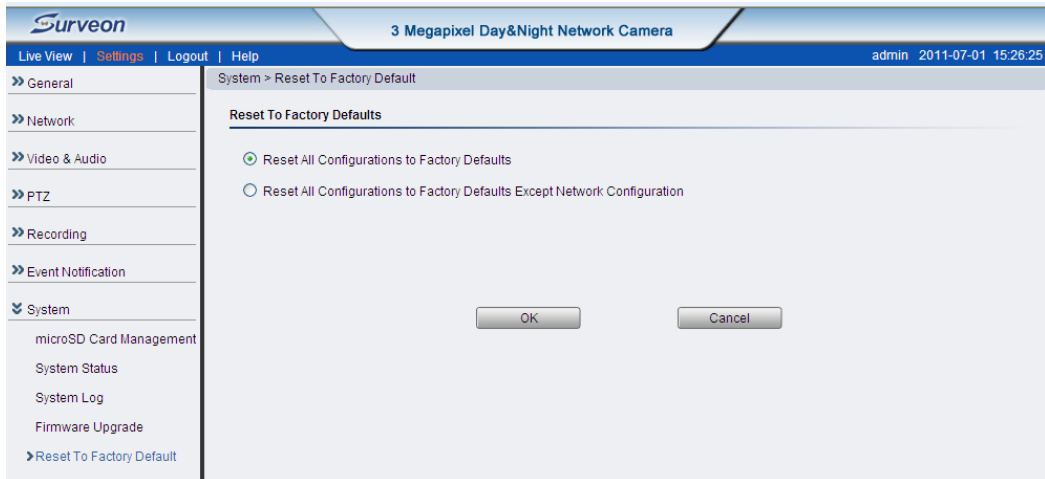 Surveon
3 Megapixel Day&Night Network Camera
Live View | Settings | Logout | Help
admin 2011-07-01 15:26:25
General
Network
Video & Audio
PTZ
Recording
Event Notification
System
microSD Card Management
System Status
System Log
Firmware Upgrade
Reset To Factory Default
System > Reset To Factory Default
Reset To Factory Defaults
Reset All Configurations to Factory Defaults
Reset All Configurations to Factory Defaults Except Network Configuration
OK
Cancel